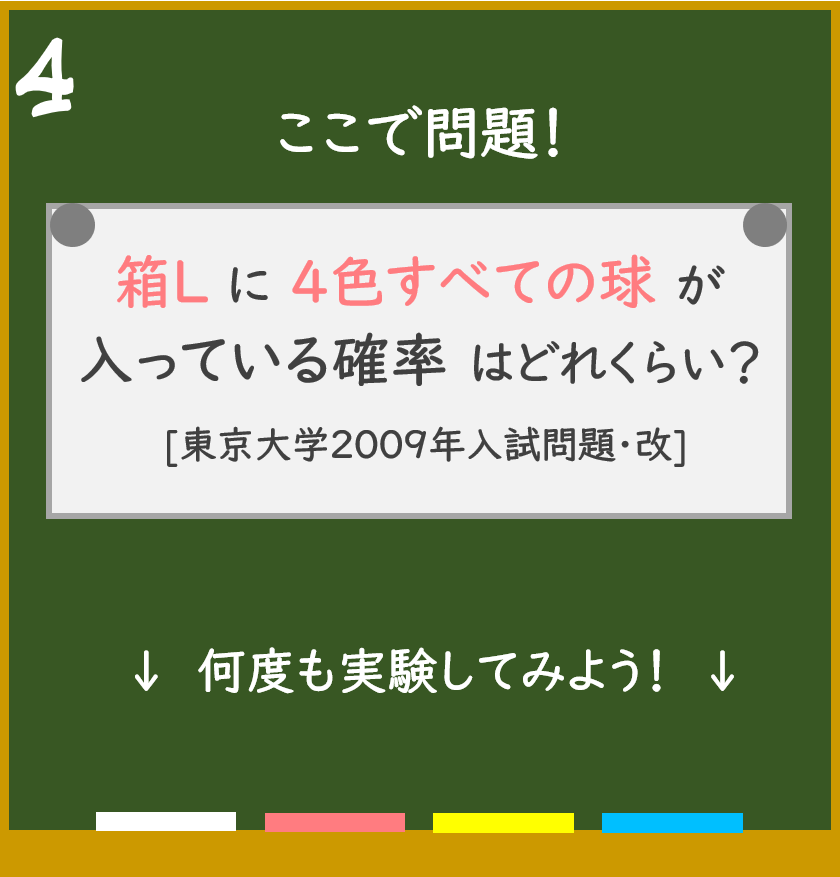 4
ここで問題!
箱L に 4色すべての球 が
入っている確率 はどれくらい?
[東京大学2009年入試問題・改]
↓ 何度も実験してみよう! ↓